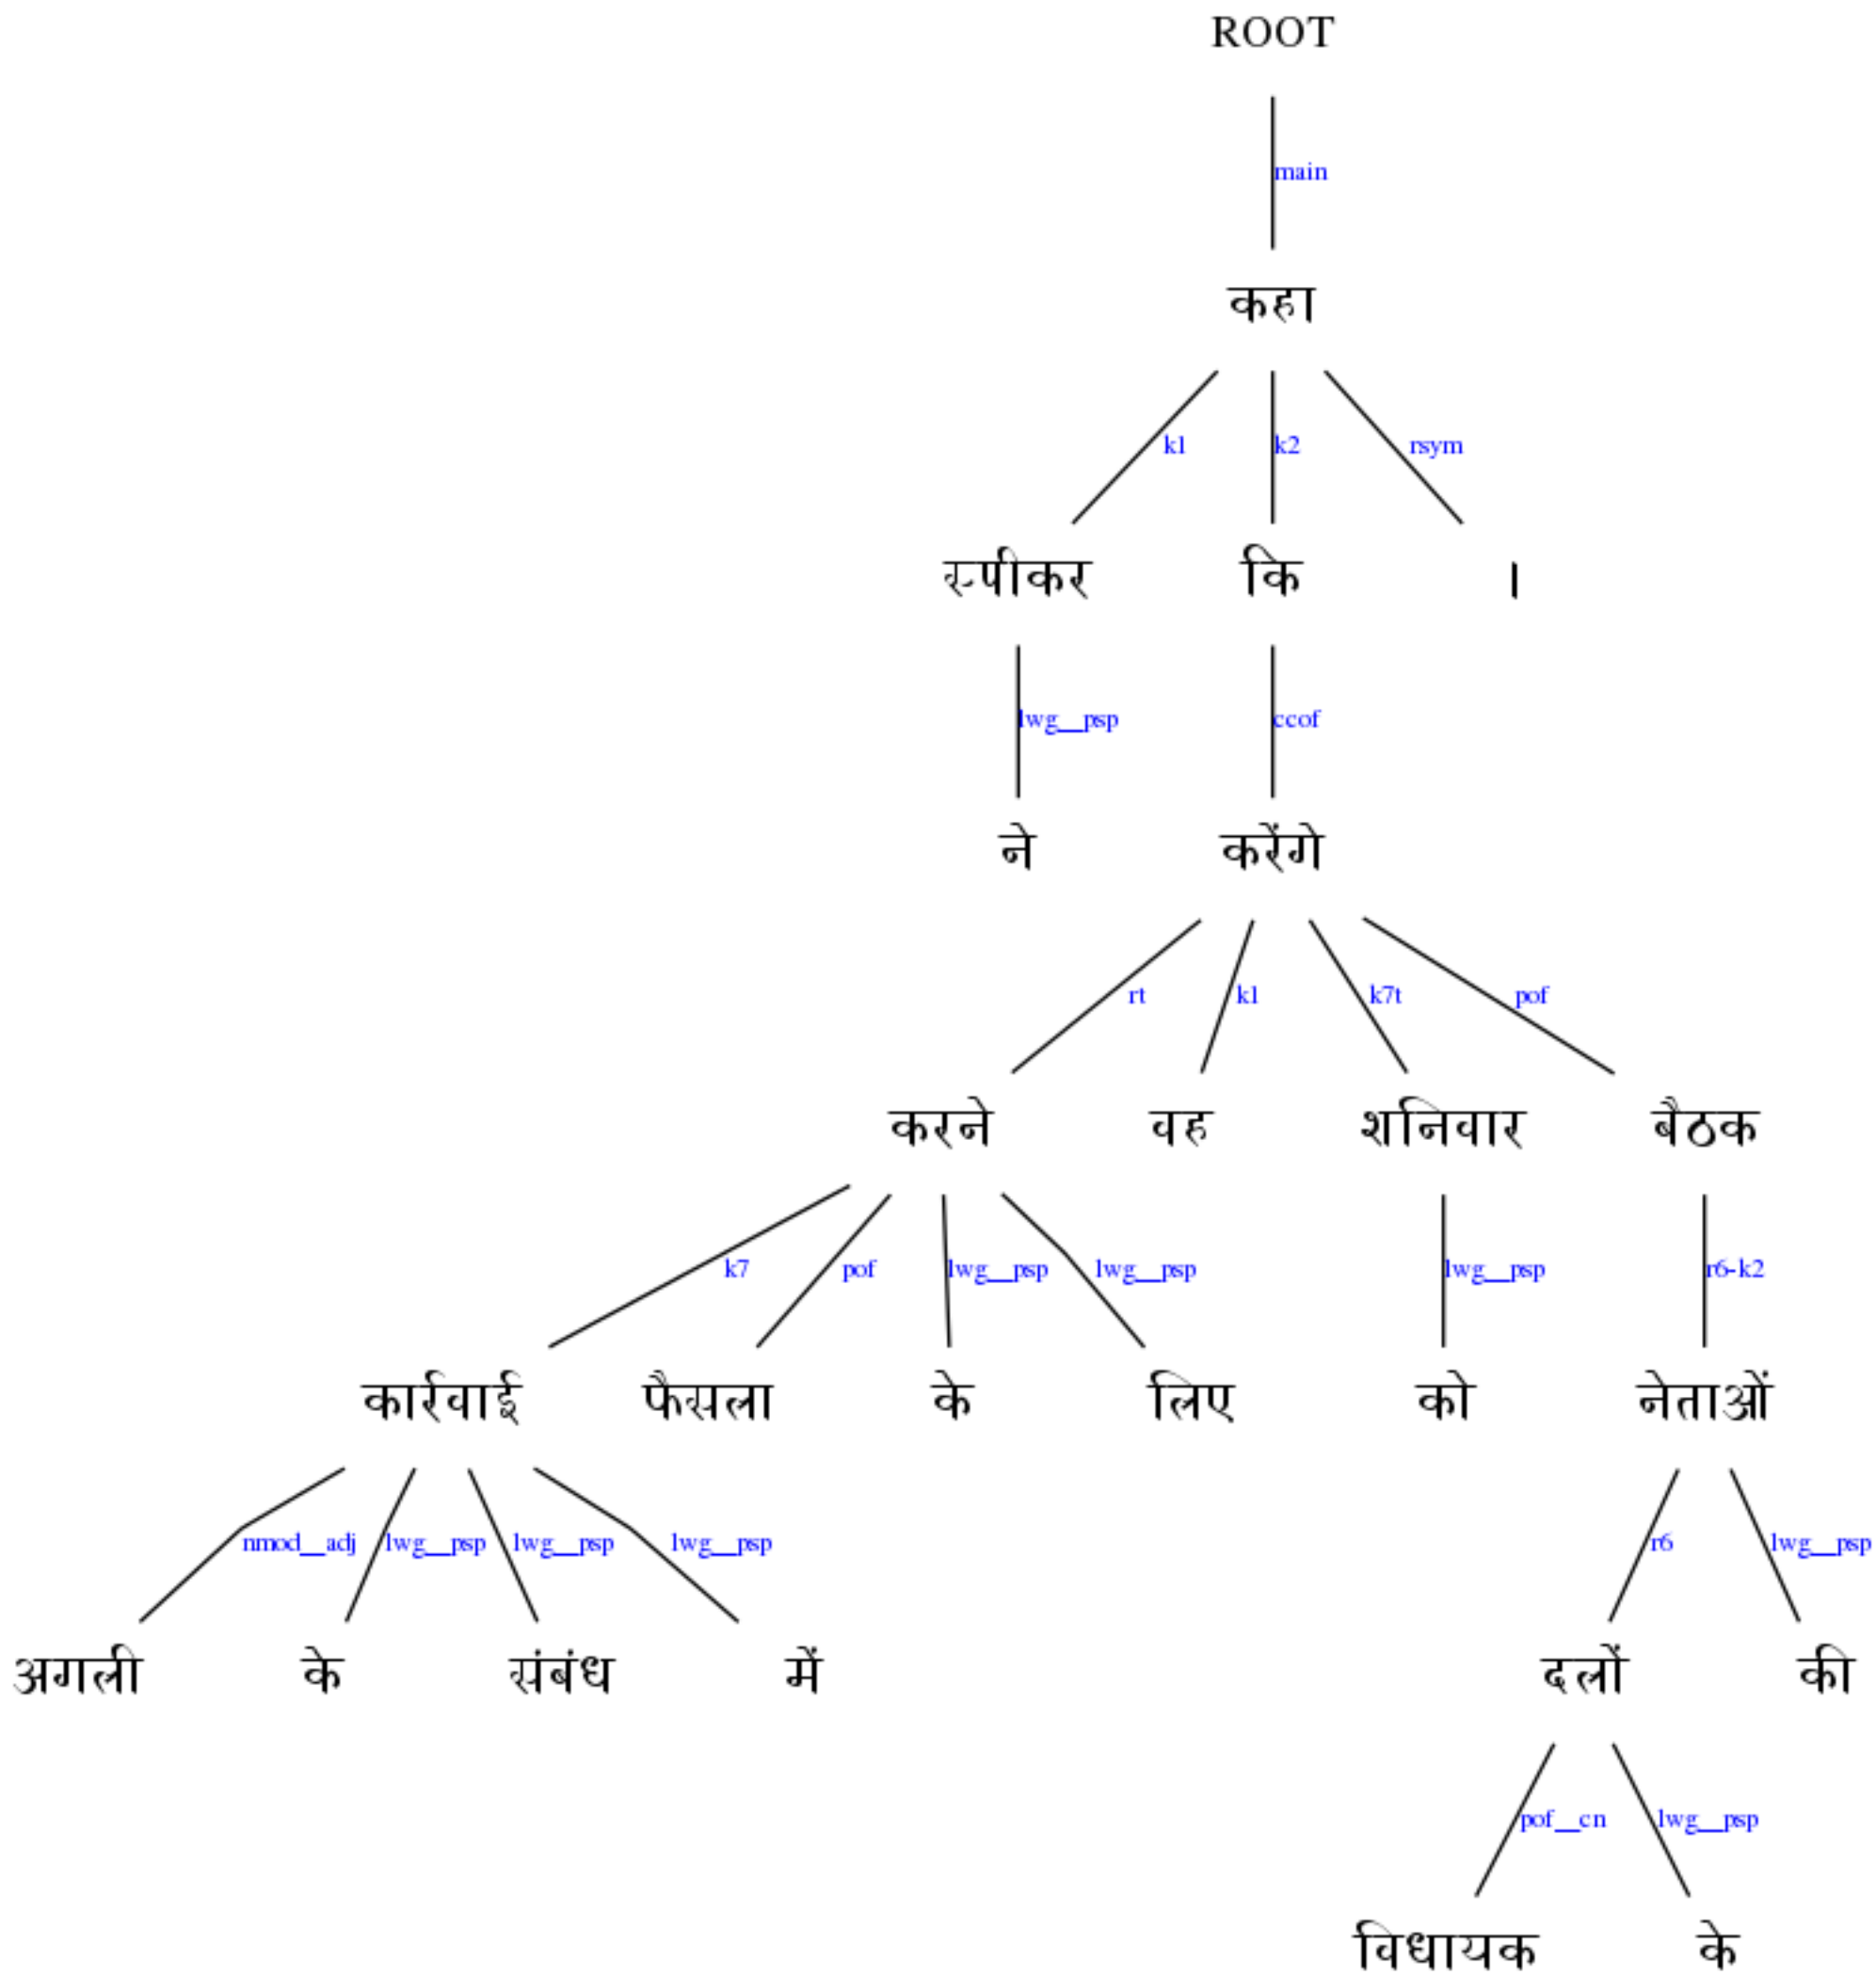 ROOT
main
कहा
k1 k2 rsym
स्पीकर कि ।
lwg__psp ccof
ने करेंगे
rt k1 k7t pof
करने वह शनिवार बैठक
k7 pof lwg__psp lwg__psp lwg__psp r6-k2
कार्रवाई फैसला के लिए को नेताओं
nmod__adj lwg__psp lwg__psp lwg__psp r6 lwg__psp
अगली के संबंध में दलों की
pof__cn lwg__psp
विधायक के